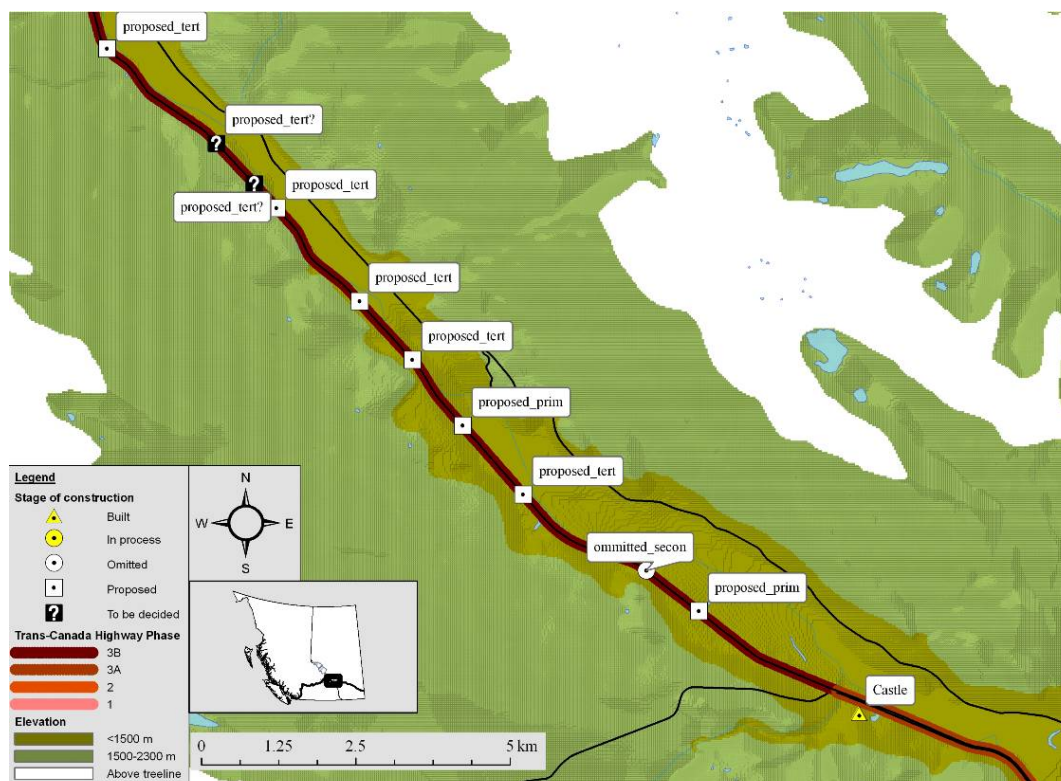 proposed_tert
proposed_tert?
proposed_tert
proposed_tert?
proposed_tert
proposed_tert
proposed_prim
proposed_tert
ommitted_secon
proposed_prim
Castle
Legend
Stage of construction
Built
In process
Omitted
Proposed
? To be decided
Trans-Canada Highway Phase
3B
3A
2
1
Elevation
<1500 m
1500-2300 m
Above treeline
N
W E
S
0 1.25 2.5 5 km